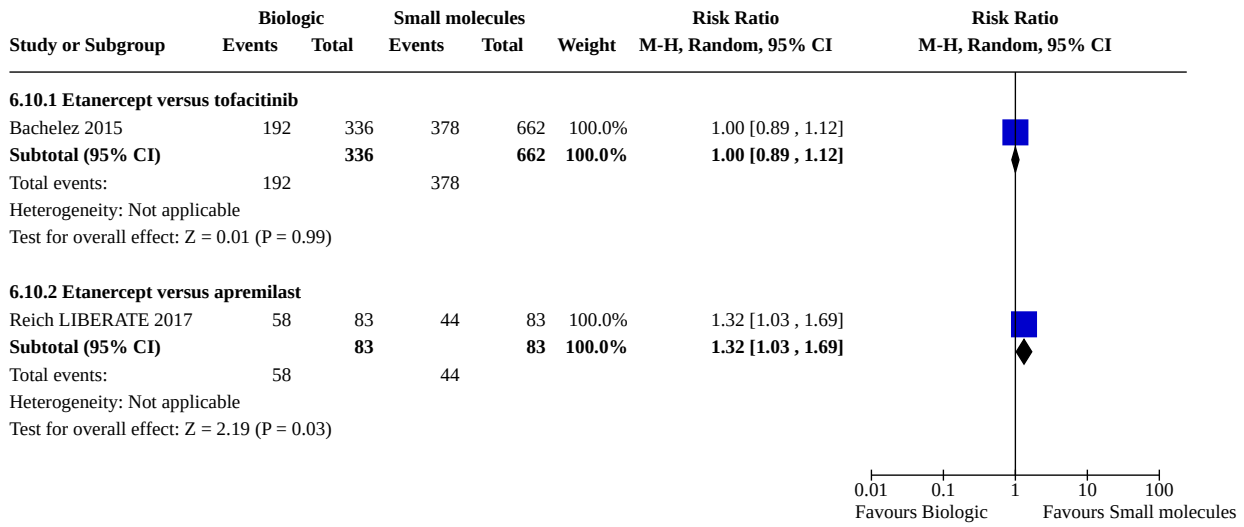 Biologic Small molecules Risk Ratio Risk Ratio
Study or Subgroup Events Total Events Total Weight M-H, Random, 95% CI M-H, Random, 95% CI
6.10.1 Etanercept versus tofacitinib
Bachelez 2015 192 336 378 662 100.0% 1.00 [0.89 , 1.12]
Subtotal (95% CI) 336 662 100.0% 1.00 [0.89 , 1.12]
Total events: 192 378
Heterogeneity: Not applicable
Test for overall effect: Z = 0.01 (P = 0.99)
6.10.2 Etanercept versus apremilast
Reich LIBERATE 2017 58 83 44 83 100.0% 1.32 [1.03 , 1.69]
Subtotal (95% CI) 83 83 100.0% 1.32 [1.03 , 1.69]
Total events: 58 44
Heterogeneity: Not applicable
Test for overall effect: Z = 2.19 (P = 0.03)
0.01 0.1 1 10 100
Favours Biologic Favours Small molecules